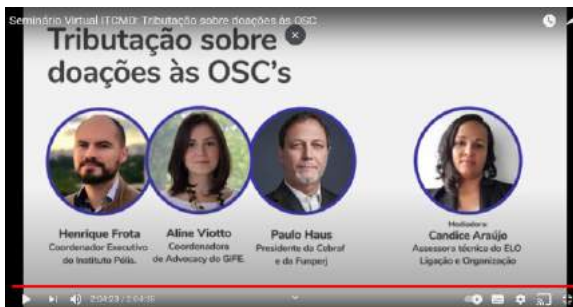 Seminário Virtual ITCMD: Tributação sobre doações às OSC
Tributação sobre
doações às OSC's
Henrique Frota
Coordenador Executivo
do Instituto Pólis.
Aline Viotto
Coordenadora
de Advocacy do GIFE.
Paulo Haus
Presidente da Cebraf
e da Funperj
Mediadora
Candice Araújo
Assessora técnica do ELO
Ligação e Organização